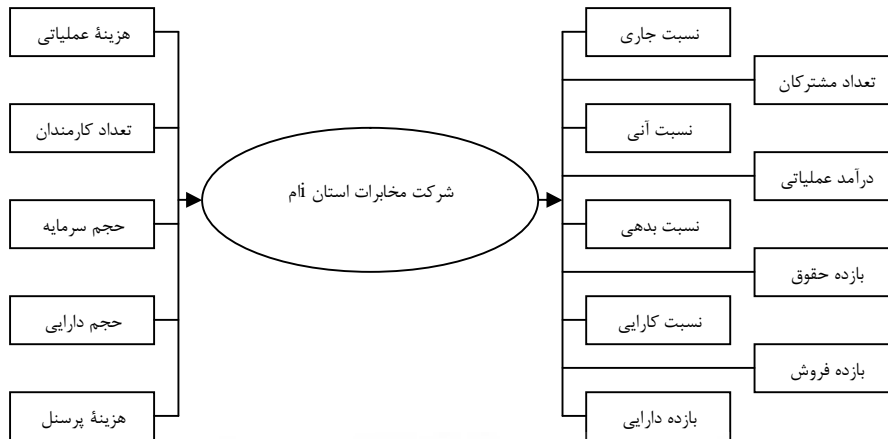 هزینهٔ عملیاتی
تعداد کارمندان
حجم سرمایه
حجم دارایی
هزینهٔ پرسنل
شرکت مخابرات استان iام
نسبت جاری
تعداد مشترکان
نسبت آنی
درآمد عملیاتی
نسبت بدهی
بازده حقوق
نسبت کارایی
بازده فروش
بازده دارایی